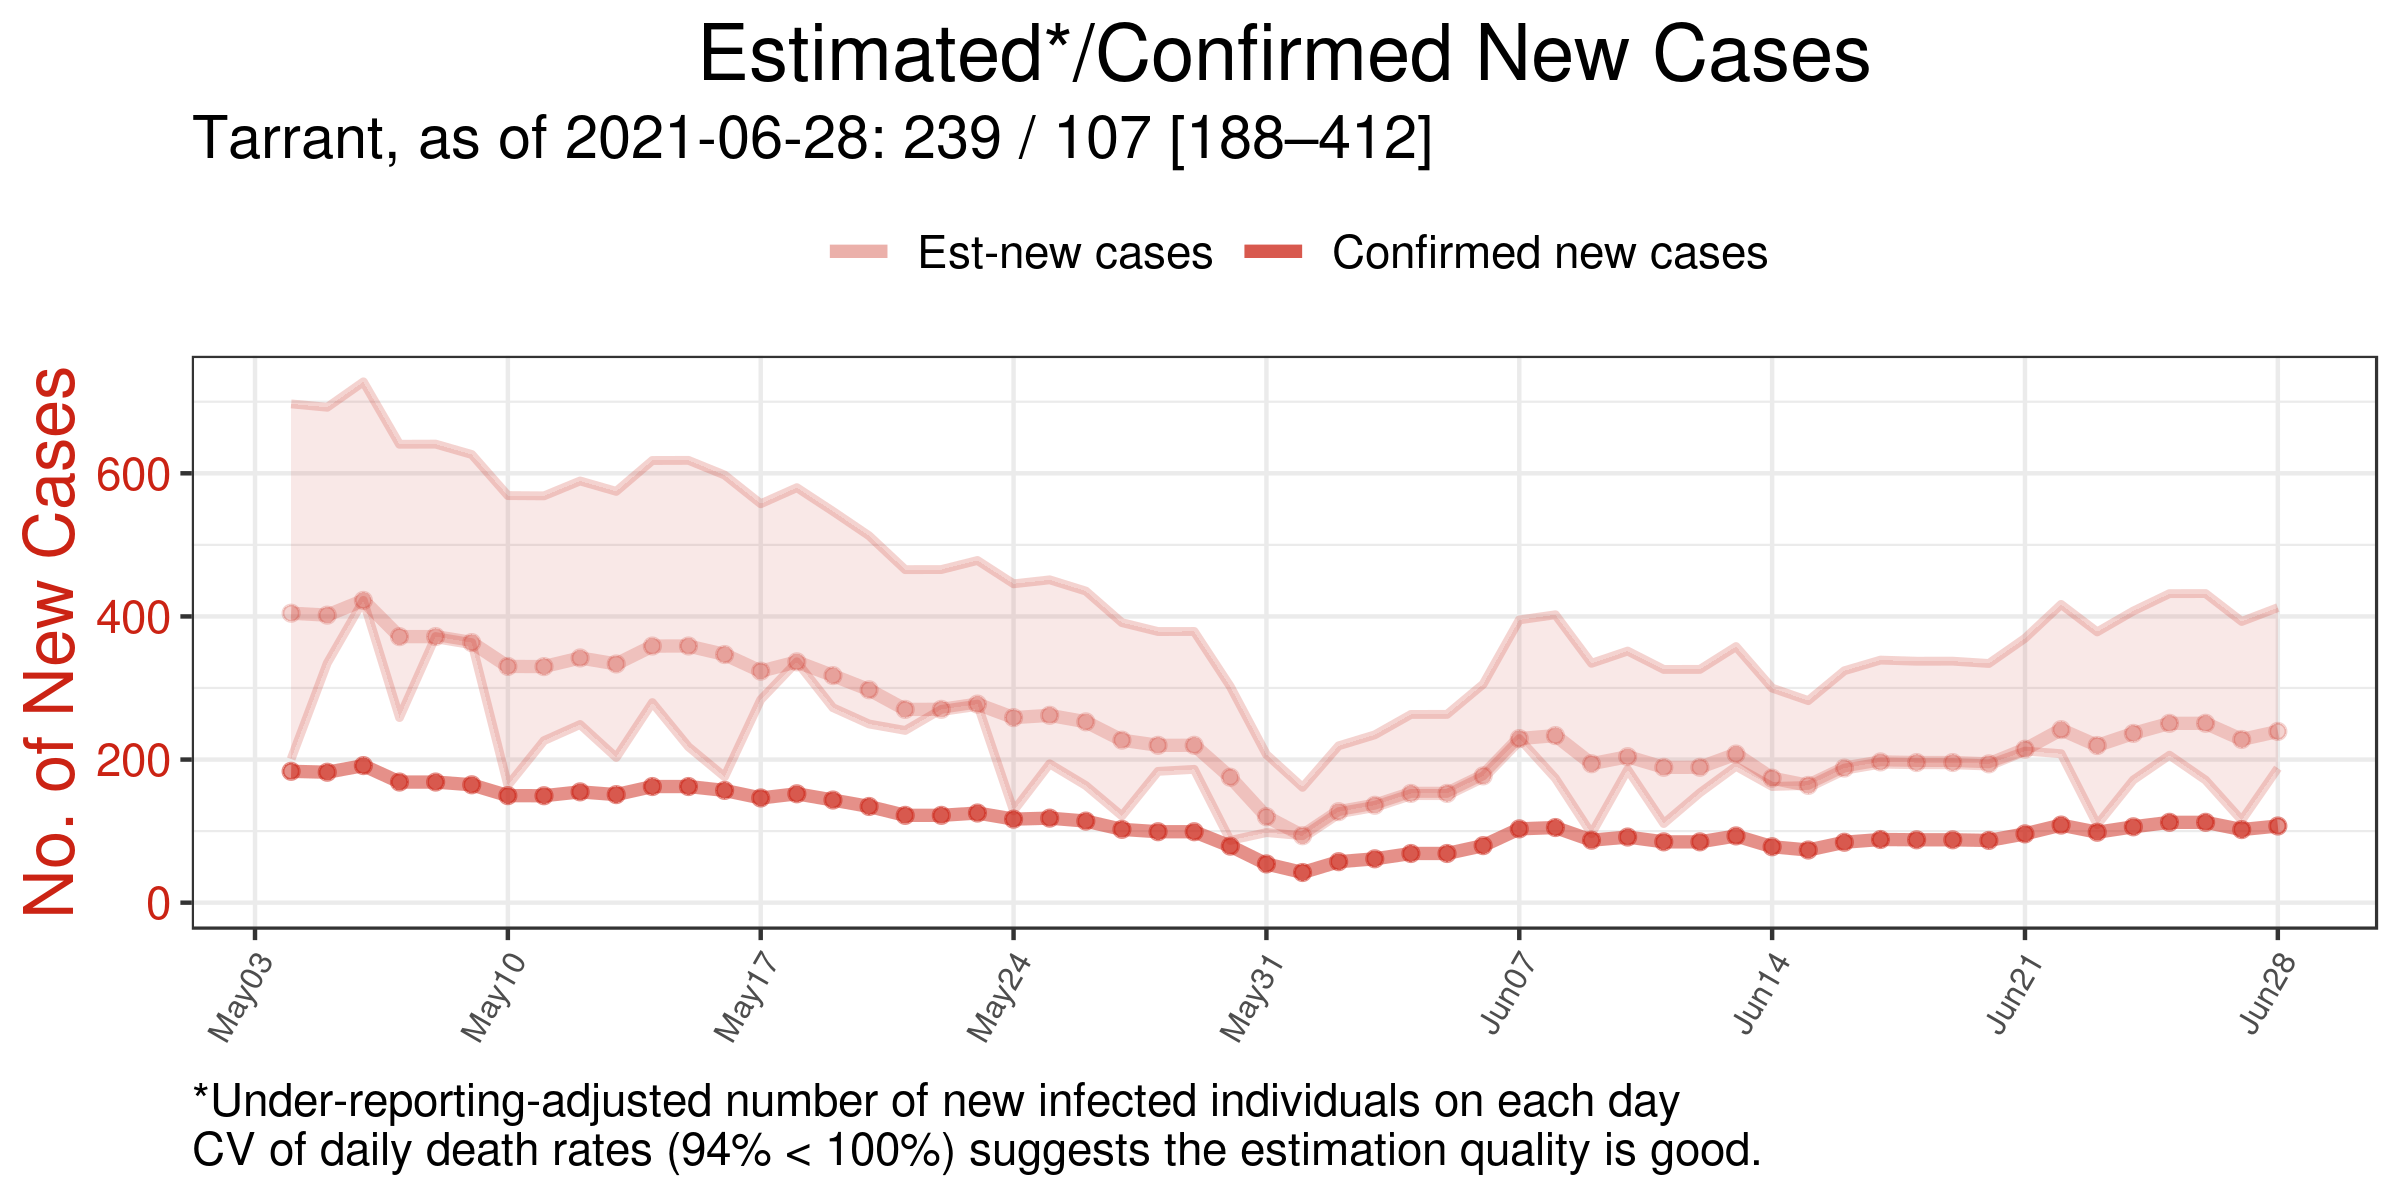 Estimated*/Confirmed New Cases
Tarrant, as of 2021-06-28: 239 / 107 [188–412]
Est-new cases
Confirmed new cases
No. of New Cases
600
400
200
0
May03
May10
May17
May24
May31
Jun07
Jun14
Jun21
Jun28
*Under-reporting-adjusted number of new infected individuals on each day
CV of daily death rates (94% < 100%) suggests the estimation quality is good.